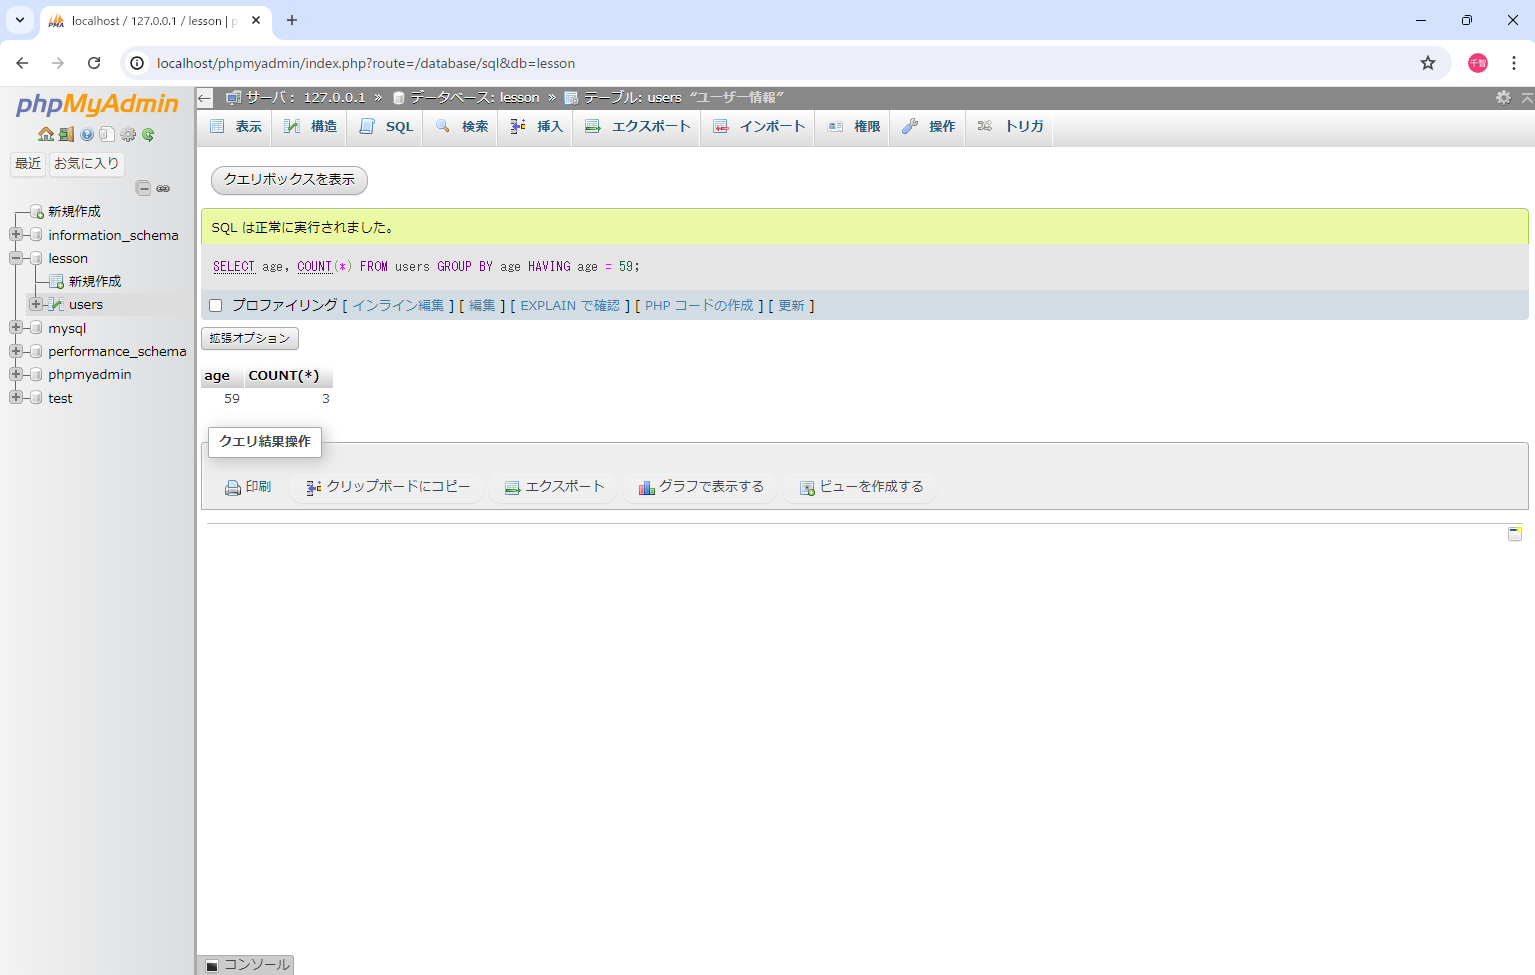 localhost / 127.0.0.1 / lesson | p
localhost/phpmyadmin/index.php?route=/database/sql&db=lesson
千智
phpMyAdmin
最近 お気に入り
新規作成
information_schema
lesson
新規作成
users
mysql
performance_schema
phpmyadmin
test
サーバ: 127.0.0.1 » データベース: lesson » テーブル: users “ユーザー情報”
表示 構造 SQL 検索 挿入 エクスポート インポート 権限 操作 トリガ
クエリボックスを表示
SQL は正常に実行されました。
SELECT age, COUNT(*) FROM users GROUP BY age HAVING age = 59;
プロファイリング [ インライン編集 ] [ 編集 ] [ EXPLAIN で確認 ] [ PHP コードの作成 ] [ 更新 ]
拡張オプション
age COUNT(*)
59 3
クエリ結果操作
印刷 クリップボードにコピー エクスポート グラフで表示する ビューを作成する
コンソール